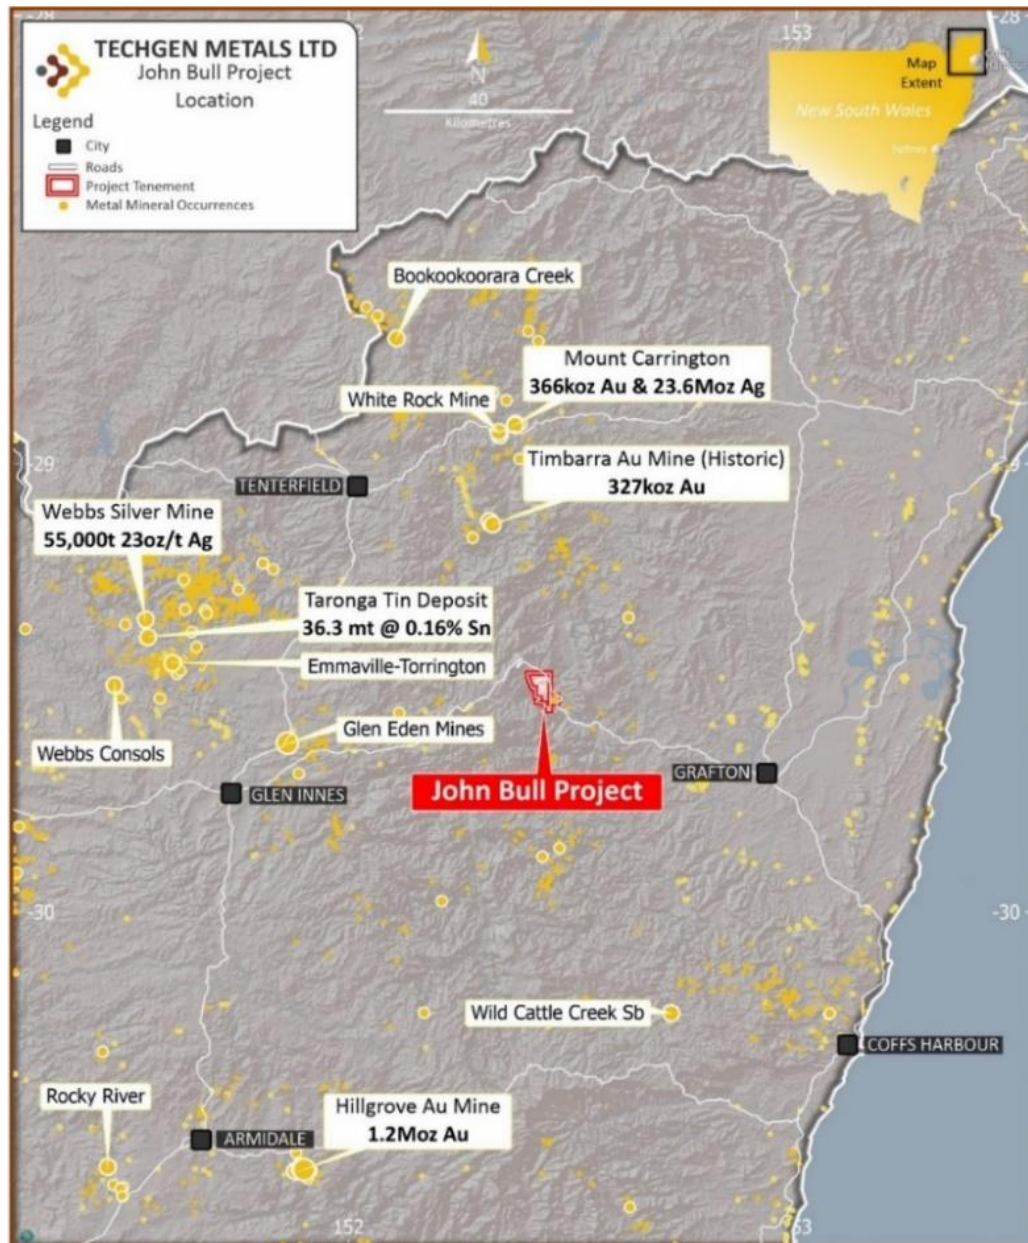 -28
153
-28
TECHGEN METALS LTD
John Bull Project
Location
Legend
City
Roads
Project Tenement
Metal Mineral Occurrences
N
40
Kilometres
Map
Extent
New South Wales
Bookookoorara Creek
Mount Carrington
366koz Au & 23.6Moz Ag
White Rock Mine
-29
Timbarra Au Mine (Historic)
327koz Au
TENTERFIELD
Webbs Silver Mine
55,000t 23oz/t Ag
Taronga Tin Deposit
36.3 mt @ 0.16% Sn
Emmaville-Torrington
Glen Eden Mines
Webbs Consols
John Bull Project
GRAFTON
GLEN INNES
-30
-30
Wild Cattle Creek Sb
COFFS HARBOUR
Rocky River
Hillgrove Au Mine
1.2Moz Au
ARMIDALE
152